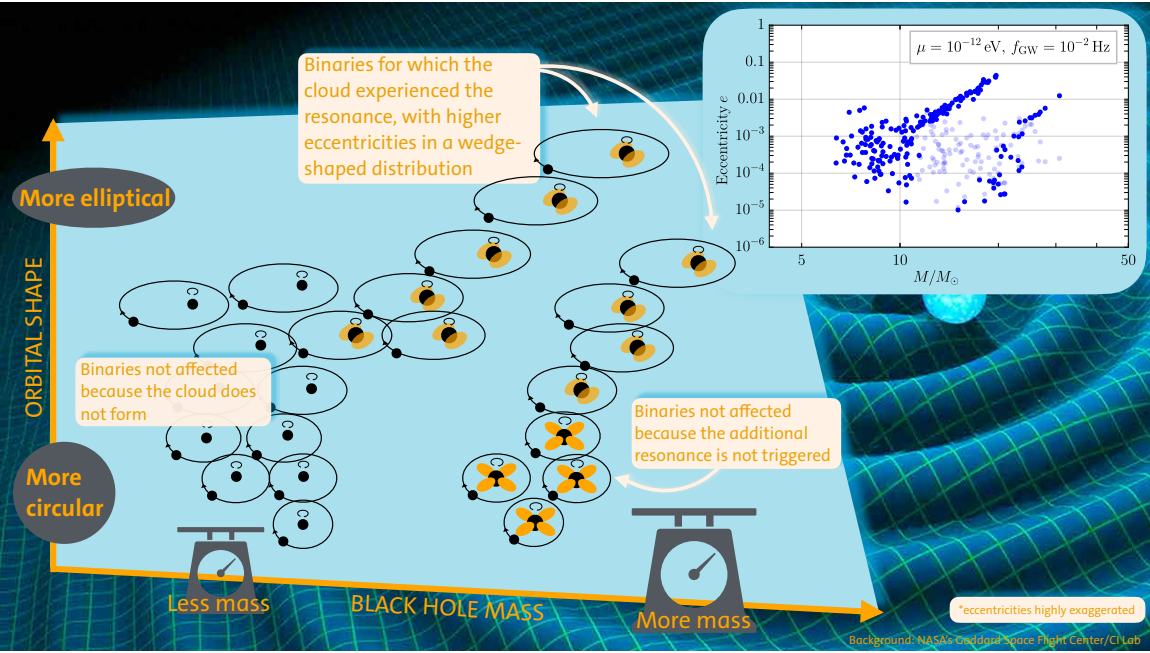 Binaries for which the
cloud experienced the
resonance, with higher
eccentricities in a wedge-
shaped distribution
μ = 10⁻¹² eV, f_GW = 10⁻² Hz
Eccentricity e
1
0.1
0.01
10⁻³
10⁻⁴
10⁻⁵
10⁻⁶
5
10
50
M/M☉
More elliptical
ORBITAL SHAPE
Binaries not affected
because the cloud does
not form
Binaries not affected
because the additional
resonance is not triggered
More
circular
Less mass
BLACK HOLE MASS
More mass
*eccentricities highly exaggerated
Background: NASA's Goddard Space Flight Center/CI Lab